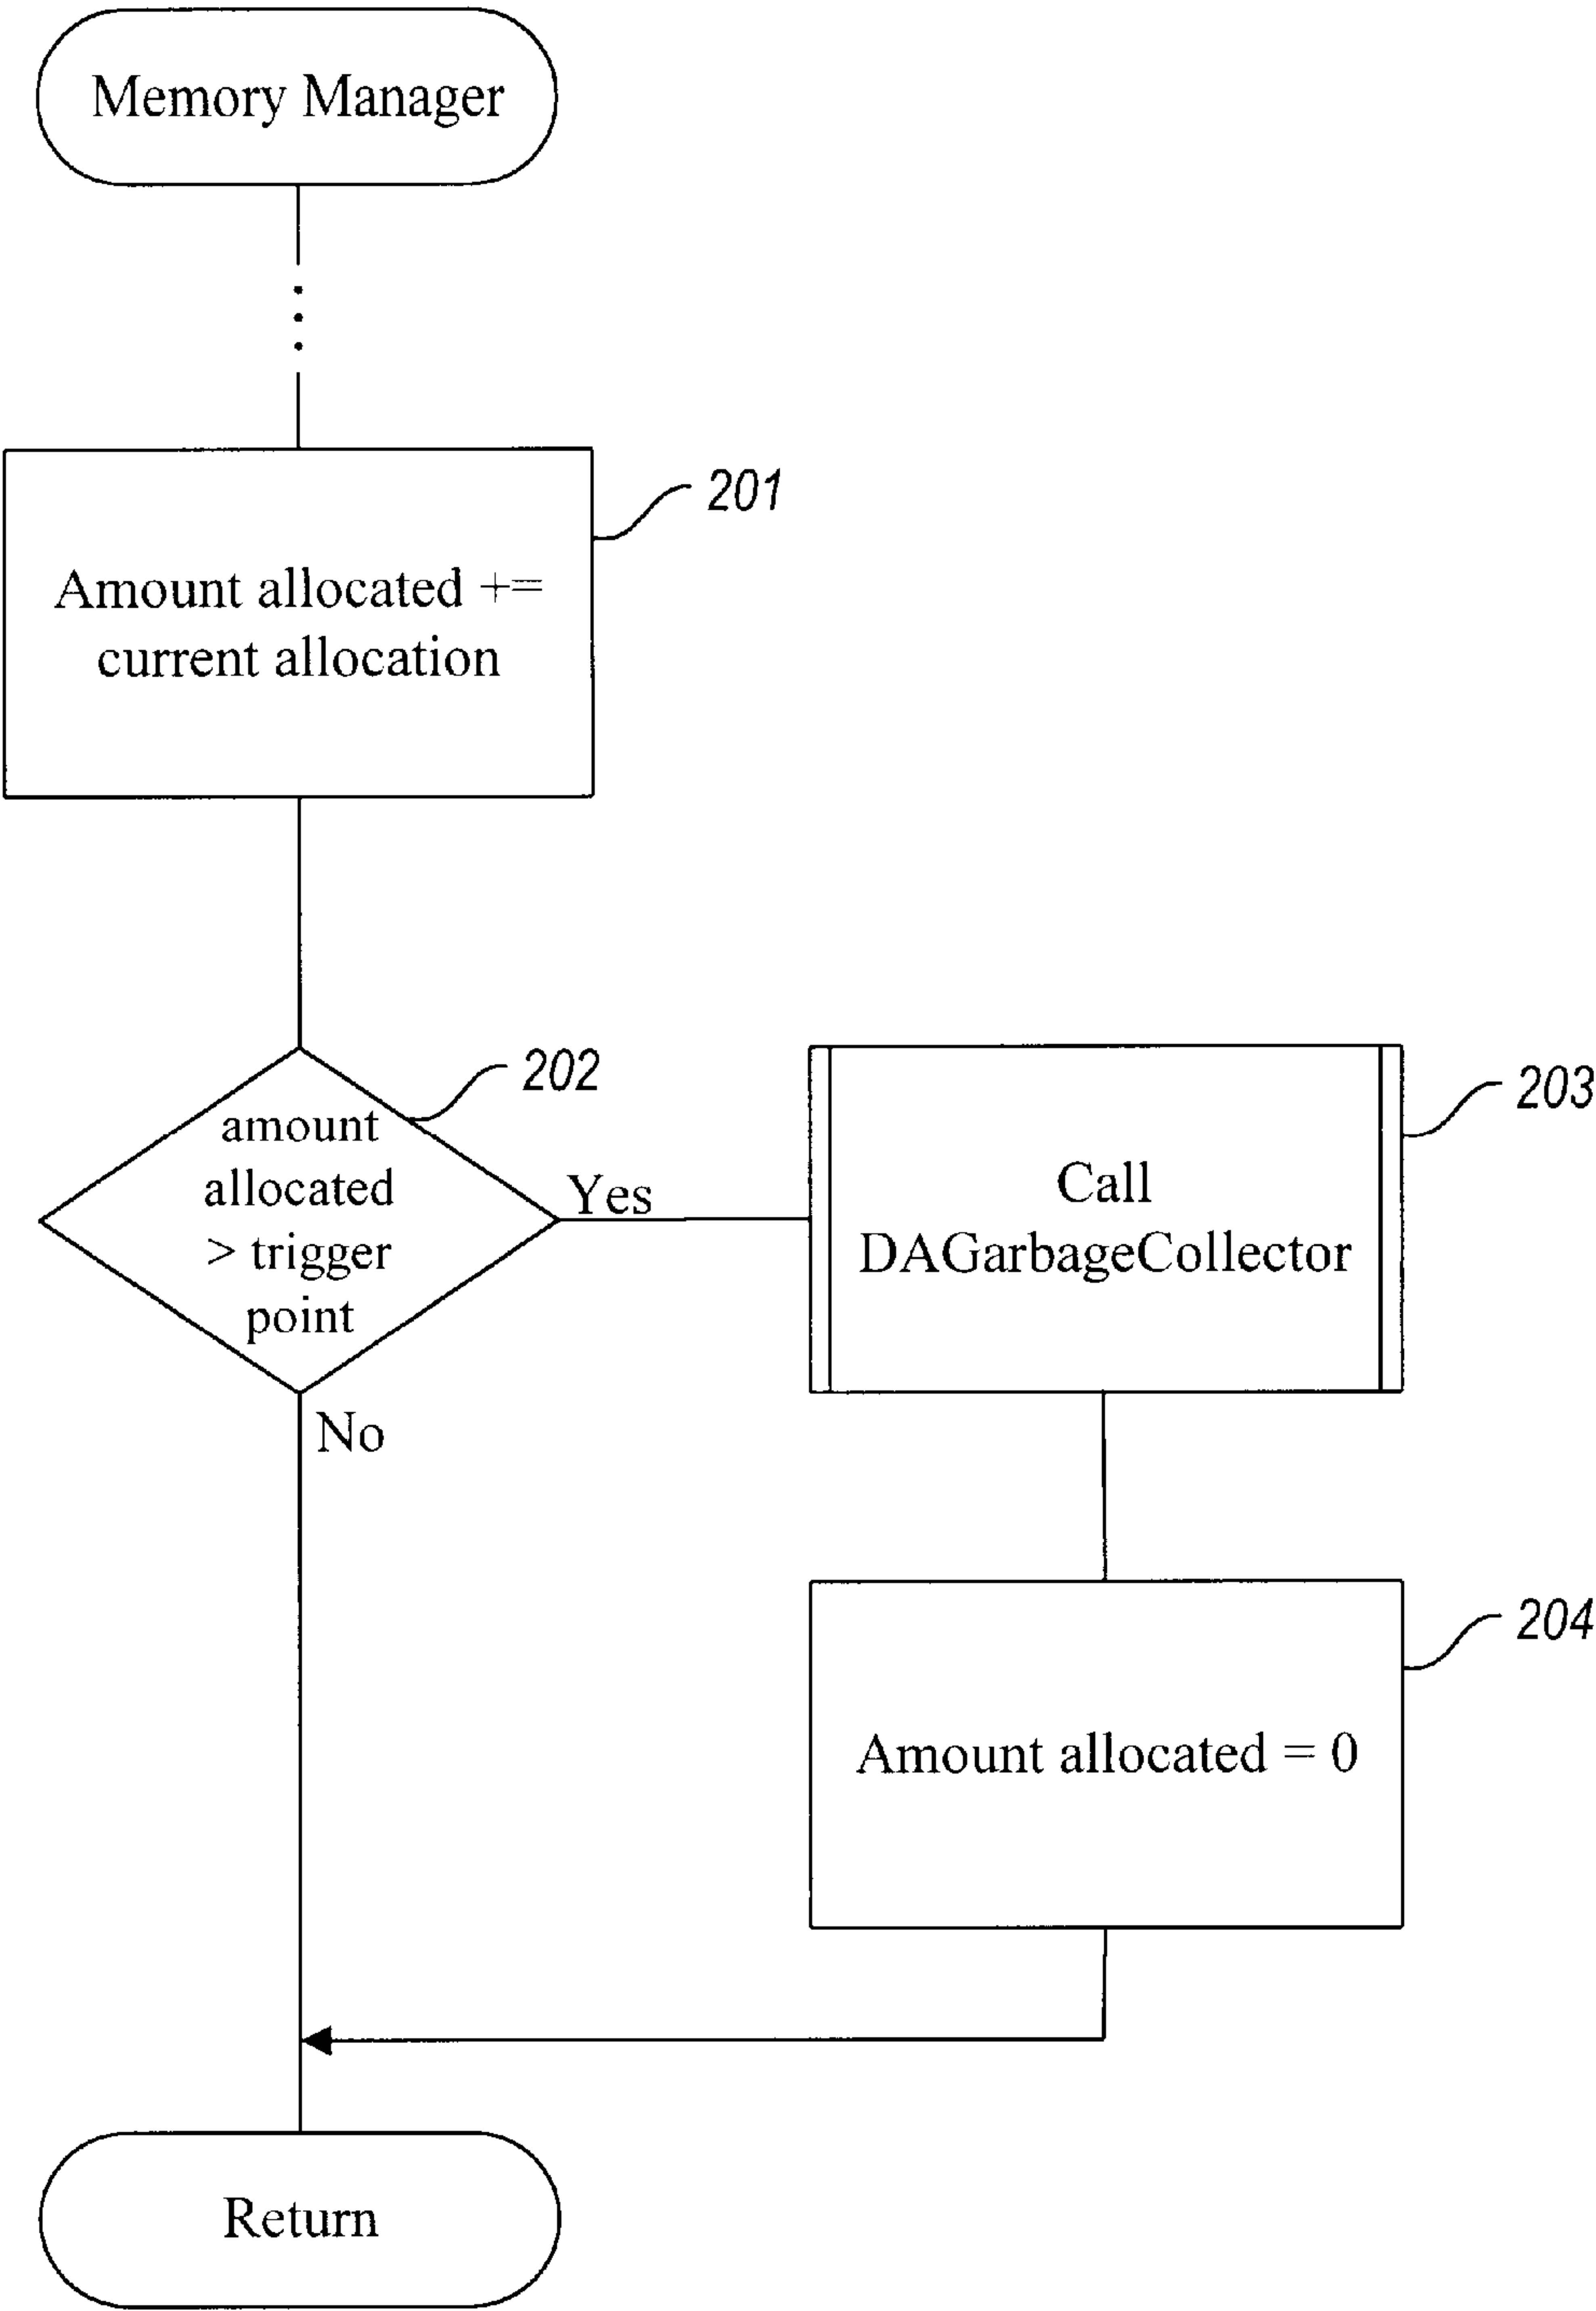 Memory Manager
201
Amount allocated +=
current allocation
202
amount
allocated
> trigger
point
Yes
No
203
Call
DAGarbageCollector
204
Amount allocated = 0
Return